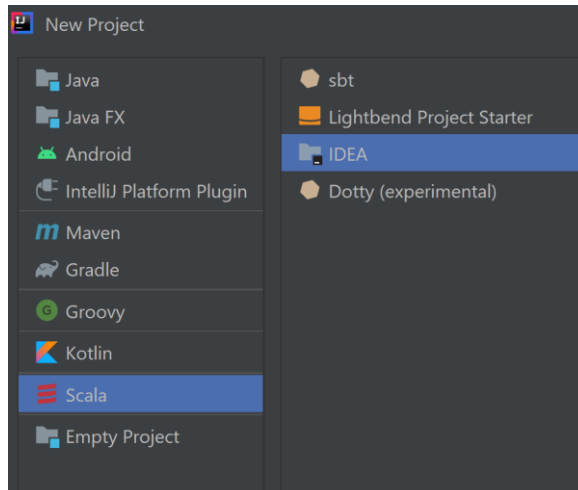 New Project
Java
Java FX
Android
IntelliJ Platform Plugin
Maven
Gradle
Groovy
Kotlin
Scala
Empty Project
sbt
Lightbend Project Starter
IDEA
Dotty (experimental)